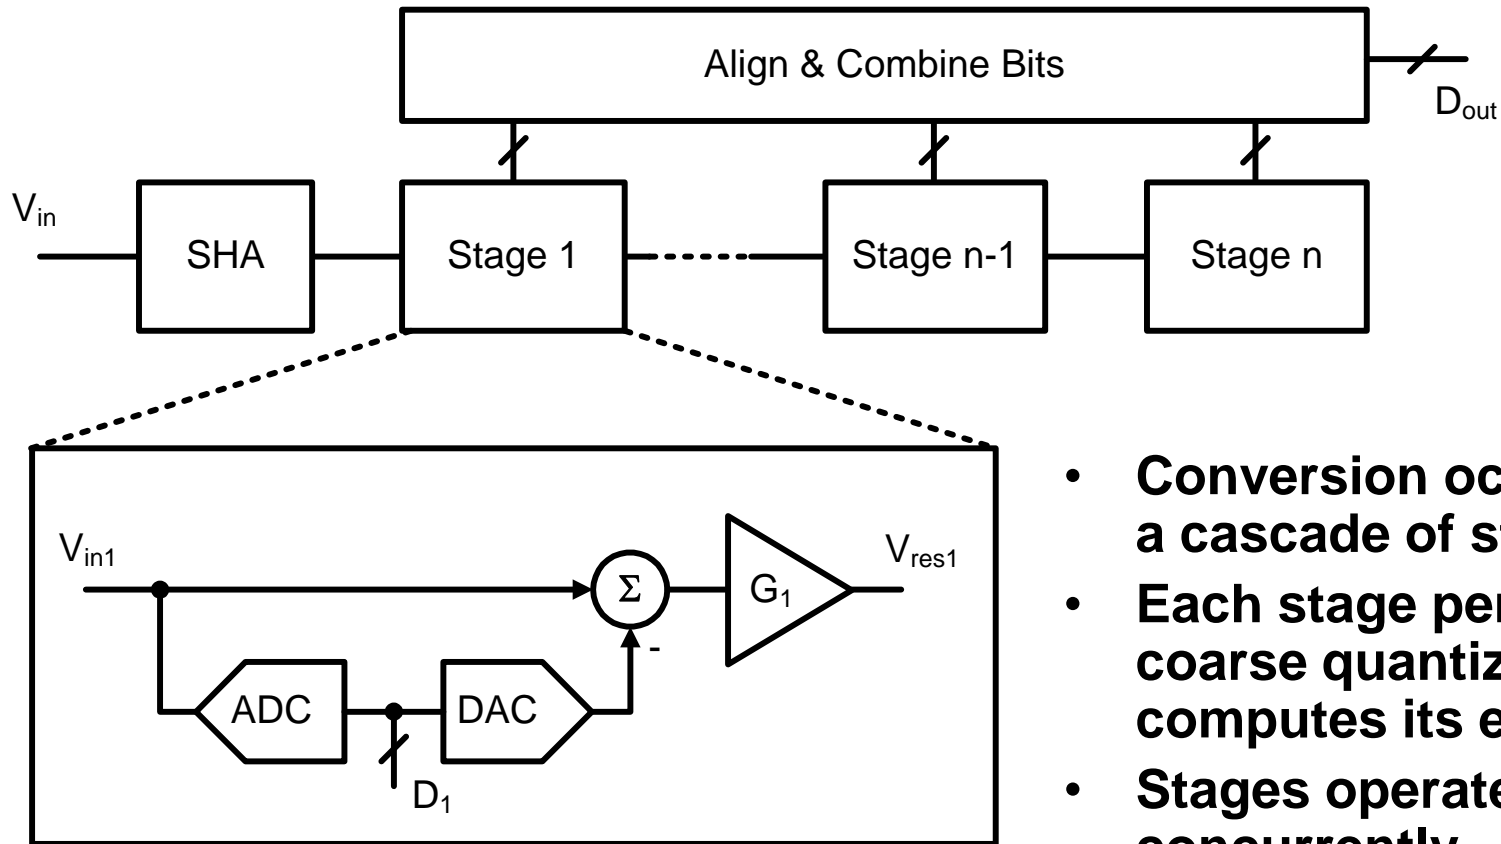 Align & Combine Bits
Dout
Vin
SHA
Stage 1
Stage n-1
Stage n
Vin1
Σ
G1
Vres1
-
ADC
DAC
D1
• Conversion oc
a cascade of s
• Each stage per
coarse quantiz
computes its e
• Stages operate
concurrently